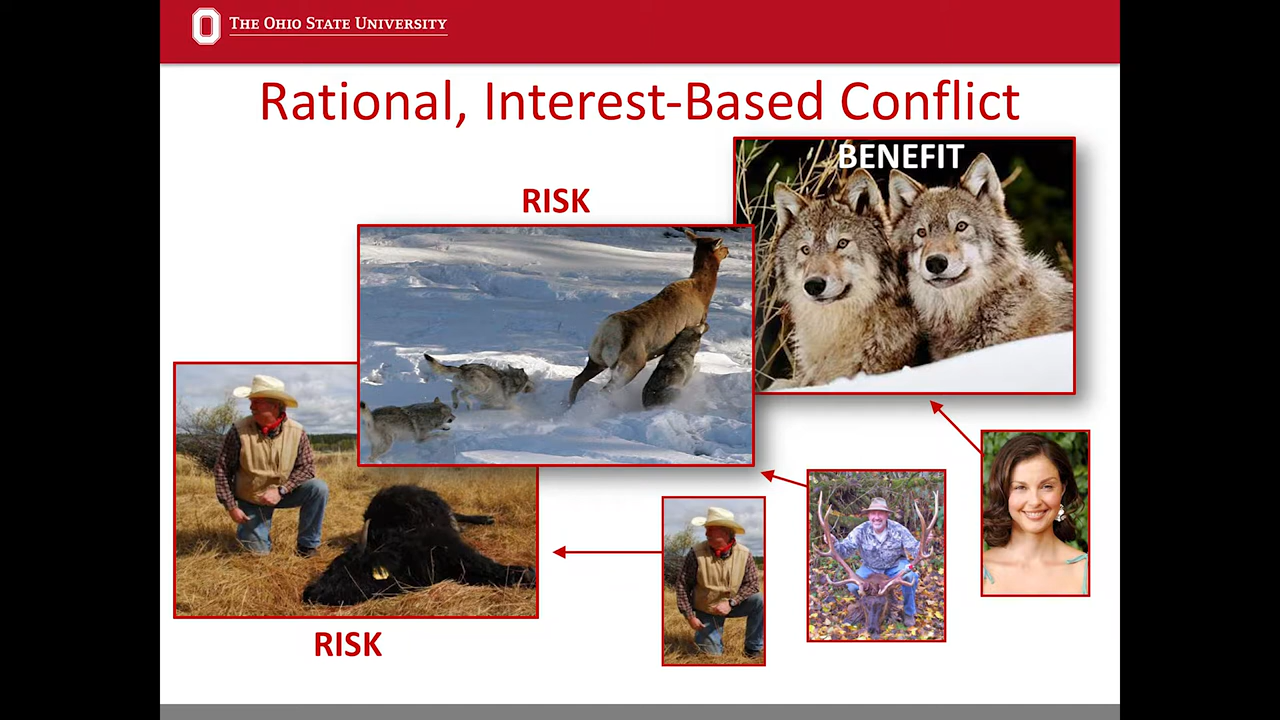 THE OHIO STATE UNIVERSITY
Rational, Interest-Based Conflict
BENEFIT
RISK
RISK